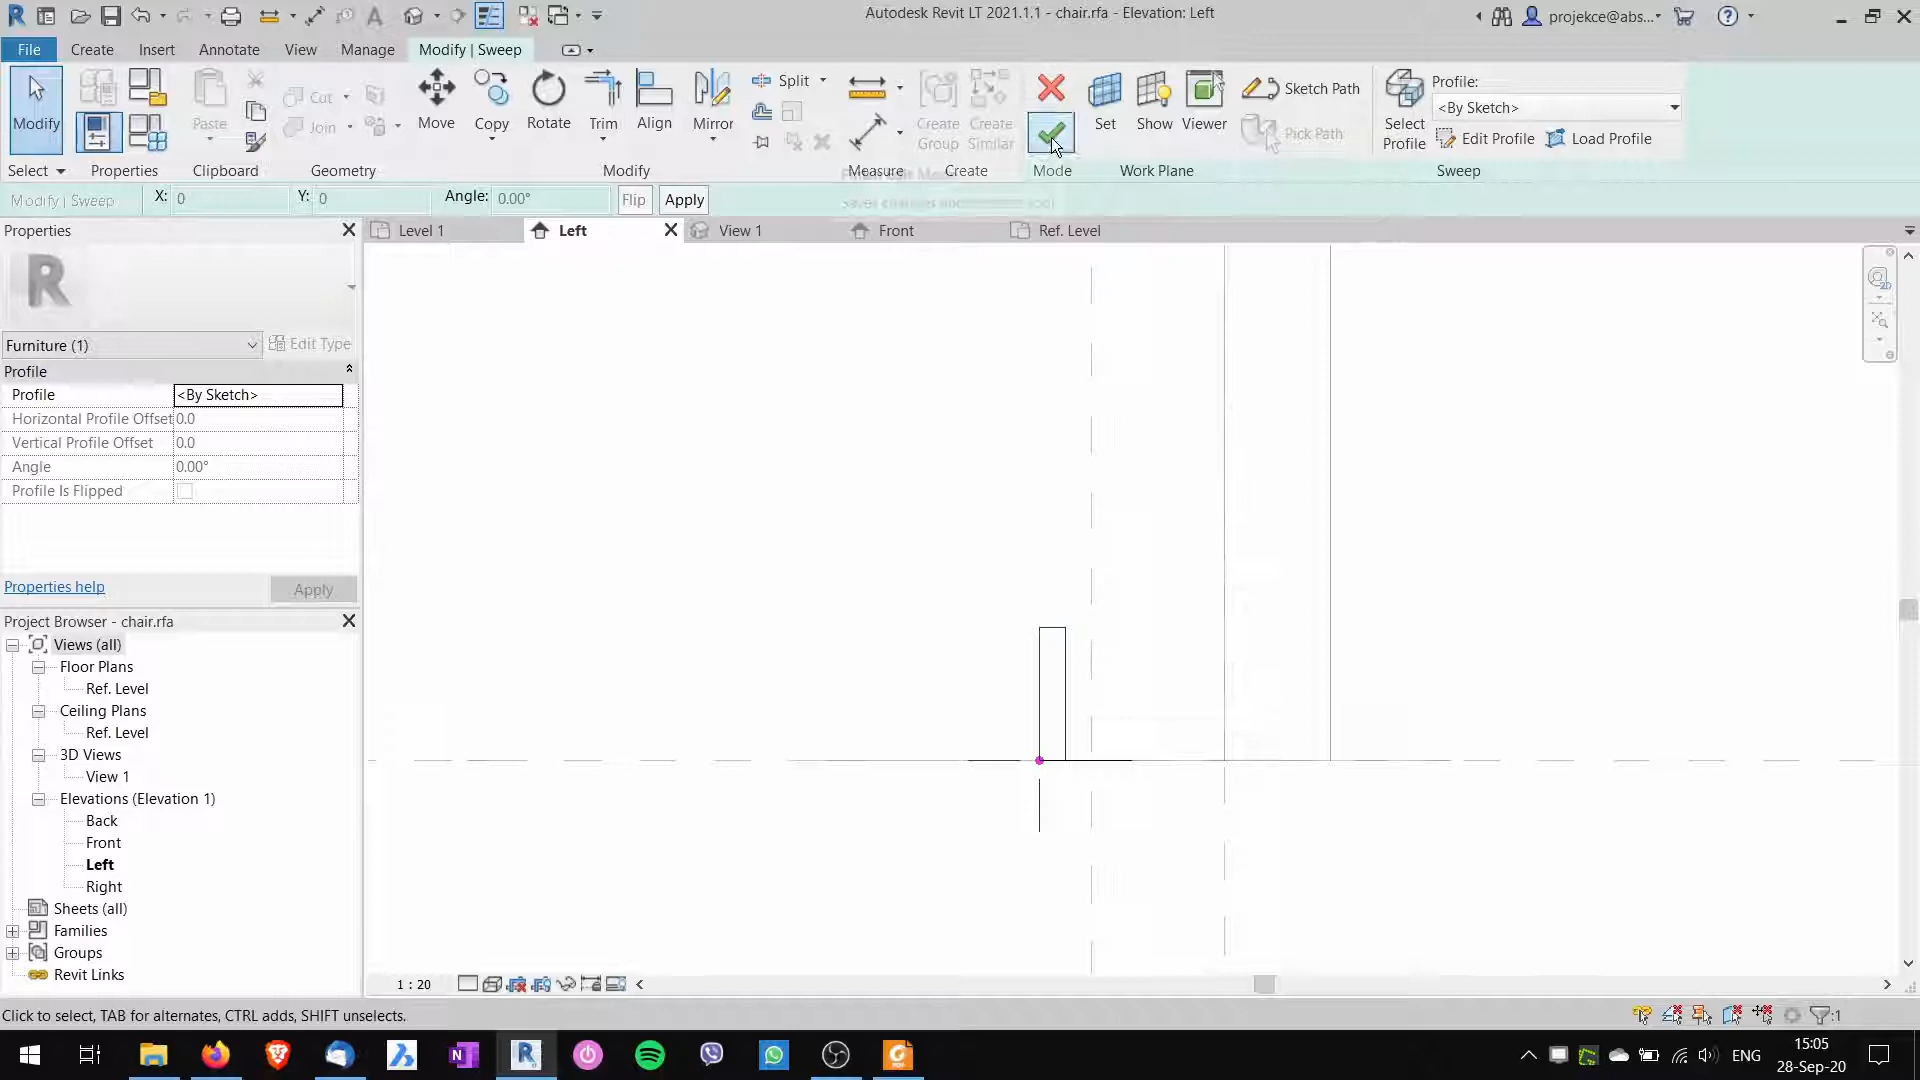 Autodesk Revit LT 2021.1.1 - chair.rfa - Elevation: Left
projekce@abs...
File
Create
Insert
Annotate
View
Manage
Modify | Sweep
Modify
Paste
Cut
Join
Move
Copy
Rotate
Trim
Align
Mirror
Split
Create Group
Create Similar
Set
Show
Viewer
Sketch Path
Pick Path
Select Profile
Profile:
<By Sketch>
Edit Profile
Load Profile
Select
Properties
Clipboard
Geometry
Modify
Measure
Create
Mode
Work Plane
Sweep
Modify | Sweep
X: 0
Y: 0
Angle: 0.00°
Flip
Apply
Properties
Level 1
Left
View 1
Front
Ref. Level
R
Furniture (1)
Edit Type
Profile
Profile <By Sketch>
Horizontal Profile Offset 0.0
Vertical Profile Offset 0.0
Angle 0.00°
Profile Is Flipped
Properties help
Apply
Project Browser - chair.rfa
Views (all)
Floor Plans
Ref. Level
Ceiling Plans
Ref. Level
3D Views
View 1
Elevations (Elevation 1)
Back
Front
Left
Right
Sheets (all)
Families
Groups
Revit Links
1 : 20
Click to select, TAB for alternates, CTRL adds, SHIFT unselects.
:1
ENG
15:05
28-Sep-20